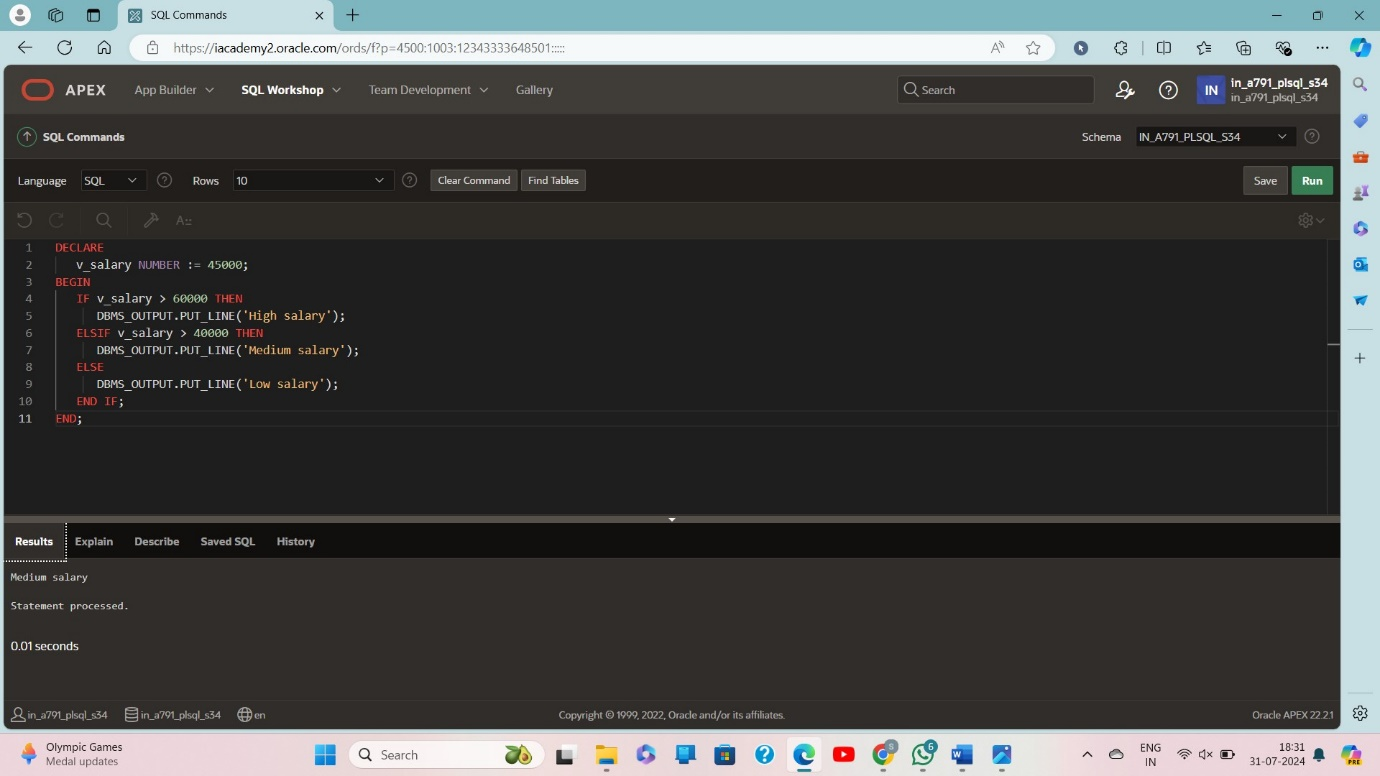 SQL Commands
https://iacademy2.oracle.com/ords/f?p=4500:1003:12343333648501:::::
APEX App Builder SQL Workshop Team Development Gallery Search IN in_a791_plsql_s34
in_a791_plsql_s34
SQL Commands Schema IN_A791_PLSQL_S34
Language SQL Rows 10 Clear Command Find Tables Save Run
1 DECLARE
2 v_salary NUMBER := 45000;
3 BEGIN
4 IF v_salary > 60000 THEN
5 DBMS_OUTPUT.PUT_LINE('High salary');
6 ELSIF v_salary > 40000 THEN
7 DBMS_OUTPUT.PUT_LINE('Medium salary');
8 ELSE
9 DBMS_OUTPUT.PUT_LINE('Low salary');
10 END IF;
11 END;
Results Explain Describe Saved SQL History
Medium salary
Statement processed.
0.01 seconds
in_a791_plsql_s34 in_a791_plsql_s34 en Copyright © 1999, 2022, Oracle and/or its affiliates. Oracle APEX 22.2.1
Olympic Games
Medal updates
Search
S
6
ENG
IN
18:31
31-07-2024
PRE